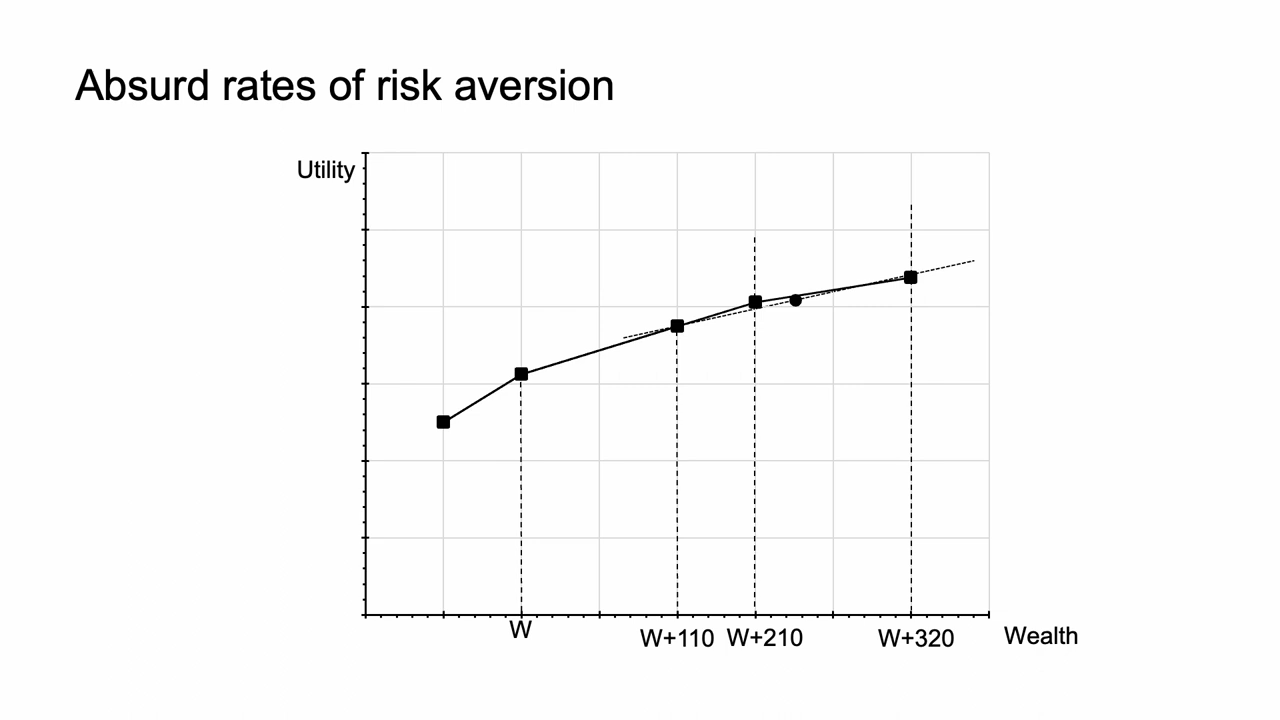 Absurd rates of risk aversion
Utility
W
W+110
W+210
W+320
Wealth